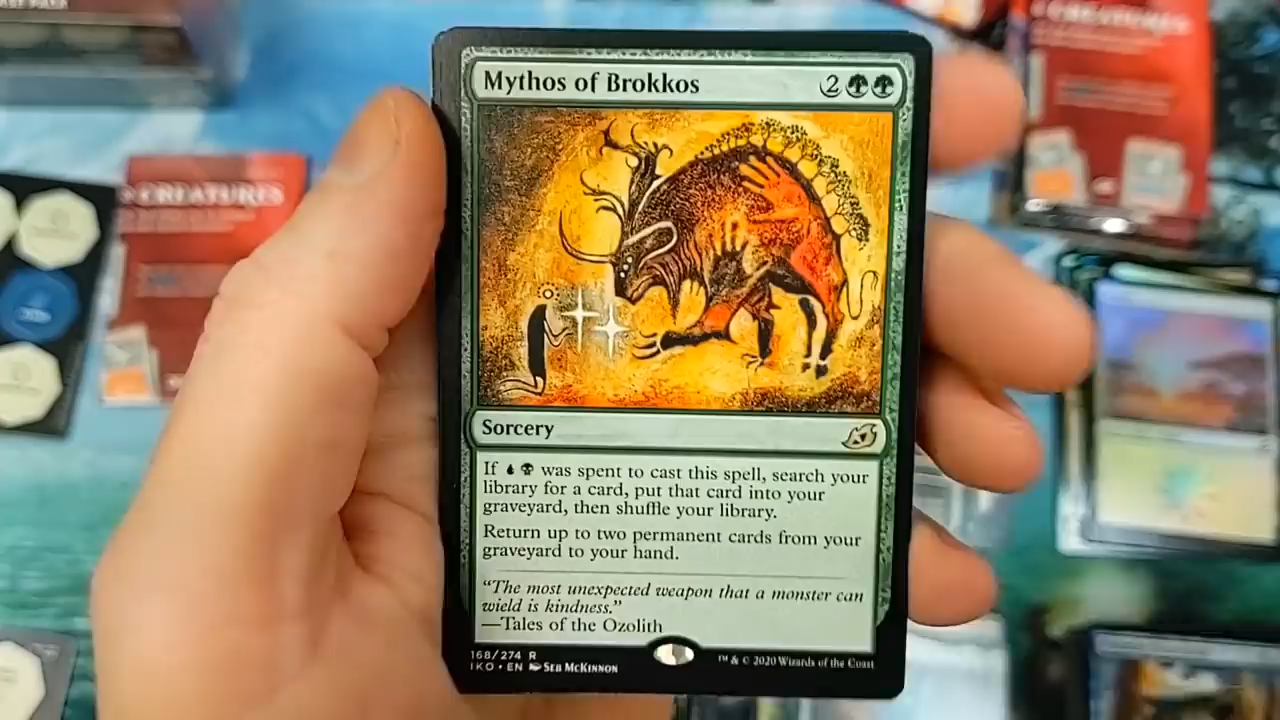 CREATURES
CREATURES
Mythos of Brokkos 2
Sorcery
If was spent to cast this spell, search your
library for a card, put that card into your
graveyard, then shuffle your library.
Return up to two permanent cards from your
graveyard to your hand.
“The most unexpected weapon that a monster can
wield is kindness.”
—Tales of the Ozolith
168/274 R
IKO • EN SEB MCKINNON
™ & © 2020 Wizards of the Coast